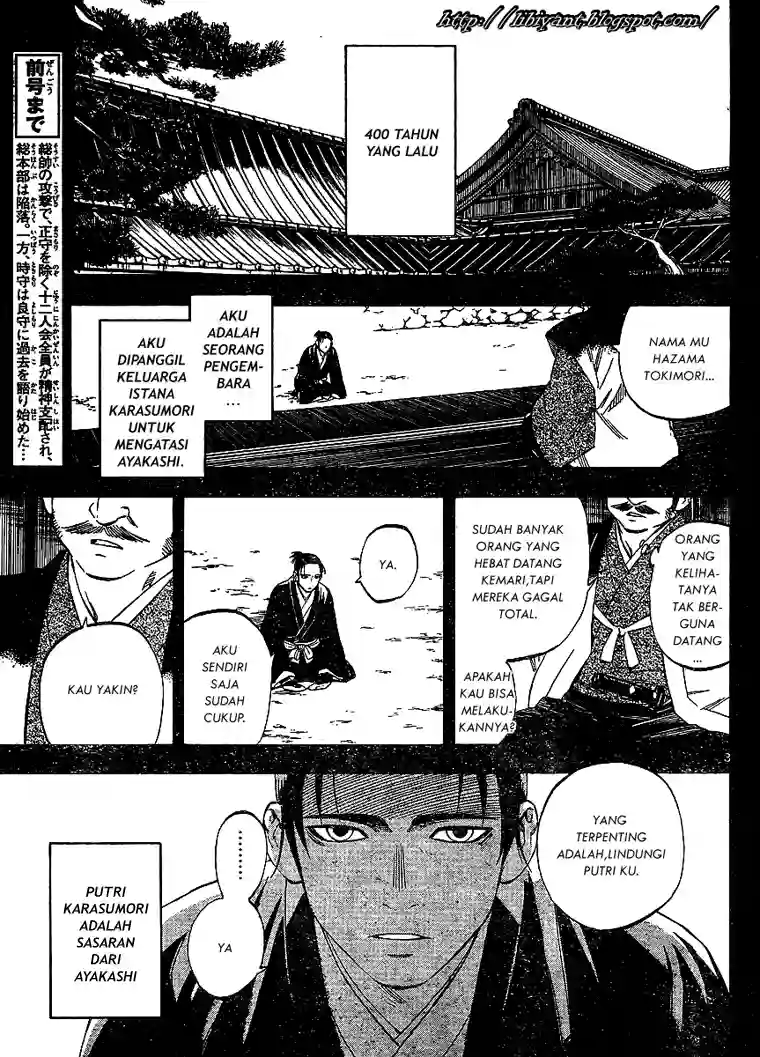 http://libiyant.blogspot.com/
前号まで
総帥の攻撃で、正守を除く十二人会全員が精神支配され、
総本部は陥落。一方、時守は良守に過去を語り始めた…
400 TAHUN
YANG LALU
NAMA MU
HAZAMA
TOKIMORI...
AKU
ADALAH
SEORANG
PENGEM-
BARA
...
AKU
DIPANGGIL
KELUARGA
ISTANA
KARASUMORI
UNTUK
MENGATASI
AYAKASHI.
ORANG
YANG
KELIHA-
TANYA
TAK BER-
GUNA
DATANG
...
SUDAH BANYAK
ORANG YANG
HEBAT DATANG
KEMARI,TAPI
MEREKA GAGAL
TOTAL.
APAKAH
KAU BISA
MELAKU-
KANNYA?
YA.
AKU
SENDIRI
SAJA
SUDAH
CUKUP.
KAU YAKIN?
3
YANG
TERPENTING
ADALAH,LINDUNGI
PUTRI KU.
........
YA
PUTRI
KARASUMORI
ADALAH
SASARAN
DARI
AYAKASHI